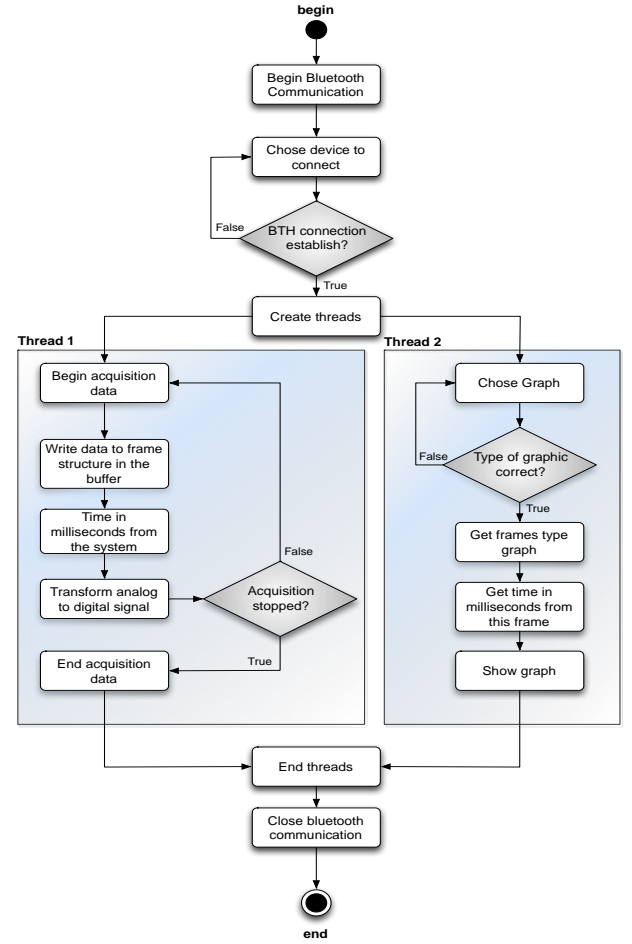 begin
Begin Bluetooth
Communication
Chose device to
connect
BTH connection
establish?
False
True
Create threads
Thread 1
Begin acquisition
data
Write data to frame
structure in the
buffer
Time in
milliseconds from
the system
Transform analog
to digital signal
Acquisition
stopped?
False
True
End acquisition
data
Thread 2
Chose Graph
Type of graphic
correct?
False
True
Get frames type
graph
Get time in
milliseconds from
this frame
Show graph
End threads
Close bluetooth
communication
end